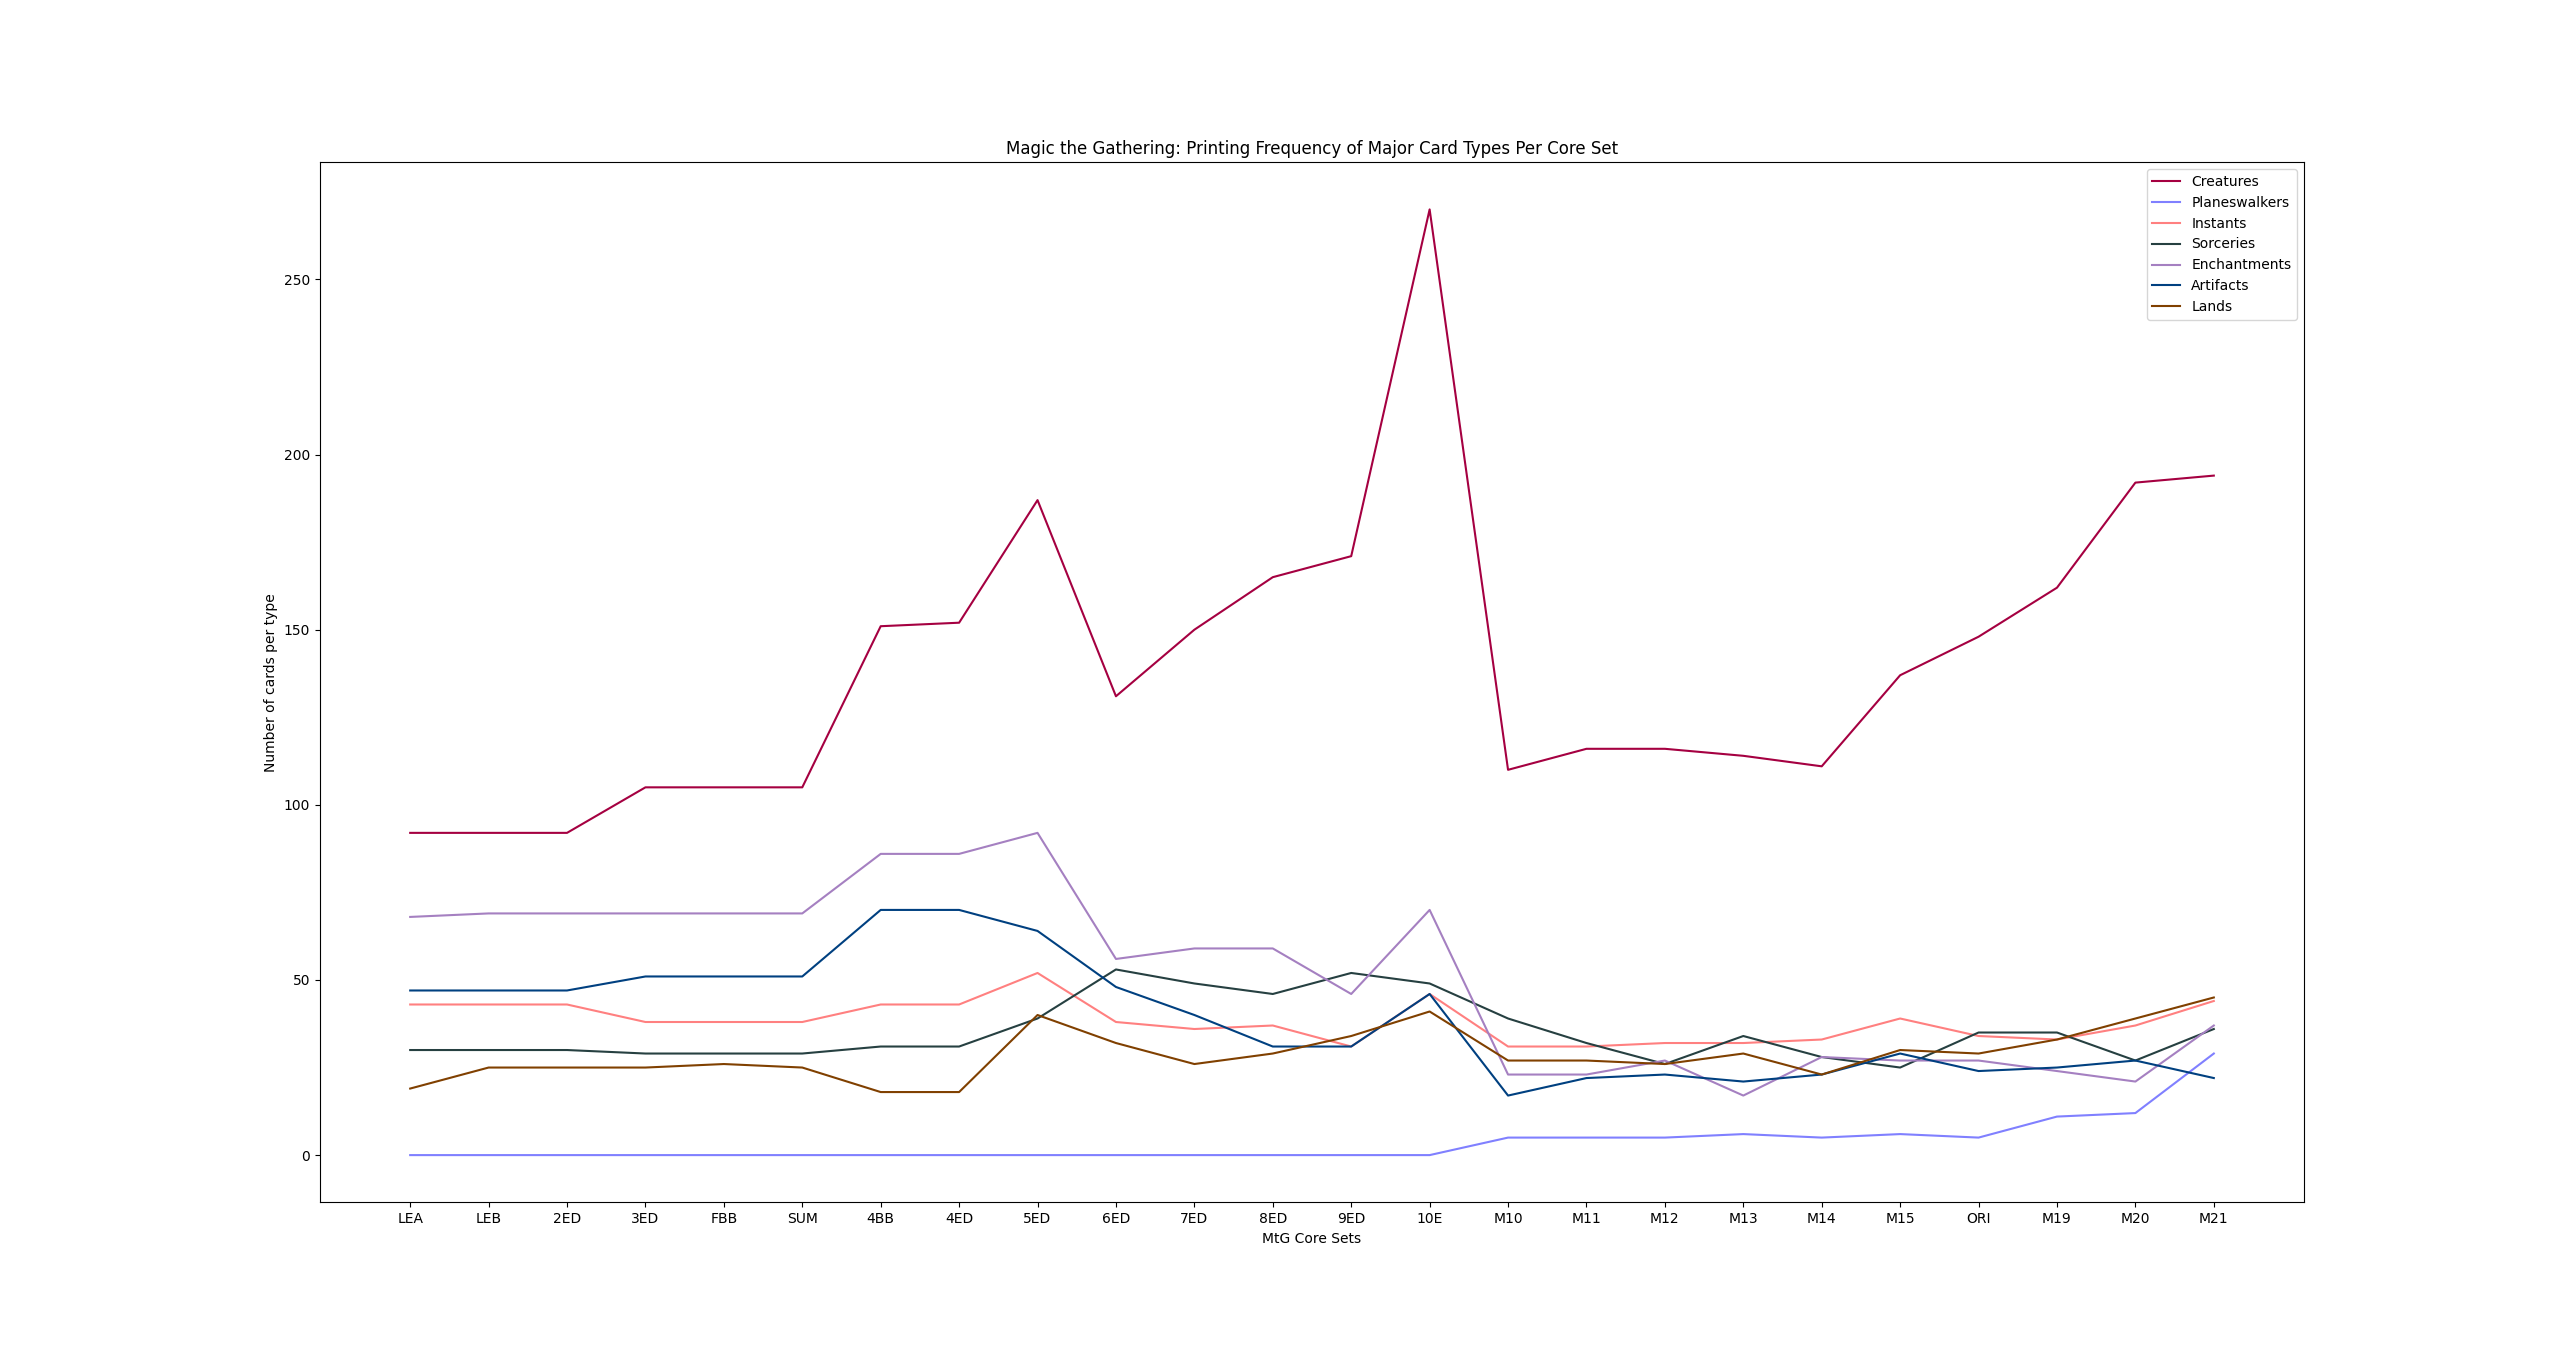 Magic the Gathering: Printing Frequency of Major Card Types Per Core Set
Creatures
Planeswalkers
Instants
Sorceries
Enchantments
Artifacts
Lands
Number of cards per type
250
200
150
100
50
0
LEA LEB 2ED 3ED FBB SUM 4BB 4ED 5ED 6ED 7ED 8ED 9ED 10E M10 M11 M12 M13 M14 M15 ORI M19 M20 M21
MtG Core Sets